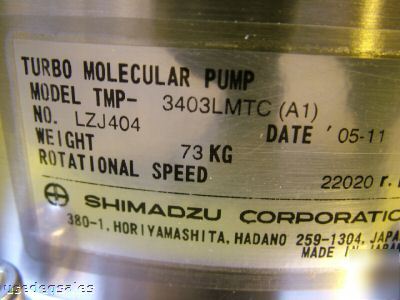 TURBO MOLECULAR PUMP
MODEL TMP- 3403LMTC (A1)
NO. LZJ404 DATE '05-11
WEIGHT 73 KG
ROTATIONAL SPEED 22020 r.
SHIMADZU CORPORATIO
380-1, HORIYAMASHITA, HADANO 259-1304, JAPA
MADE IN JAPAN
usedeqsales